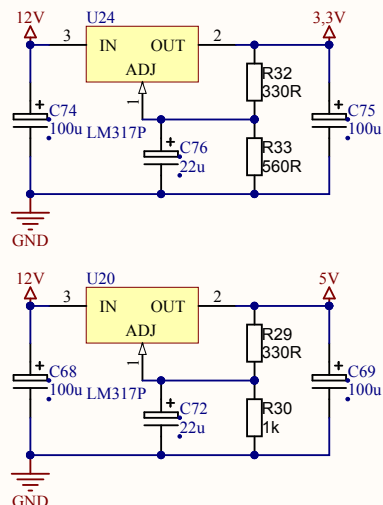 12V U24 3,3V
3 IN OUT 2
ADJ
1
C74
100u
LM317P
C76
22u
R32
330R
R33
560R
C75
100u
GND
12V U20 5V
3 IN OUT 2
ADJ
1
C68
100u
LM317P
C72
22u
R29
330R
R30
1k
C69
100u
GND